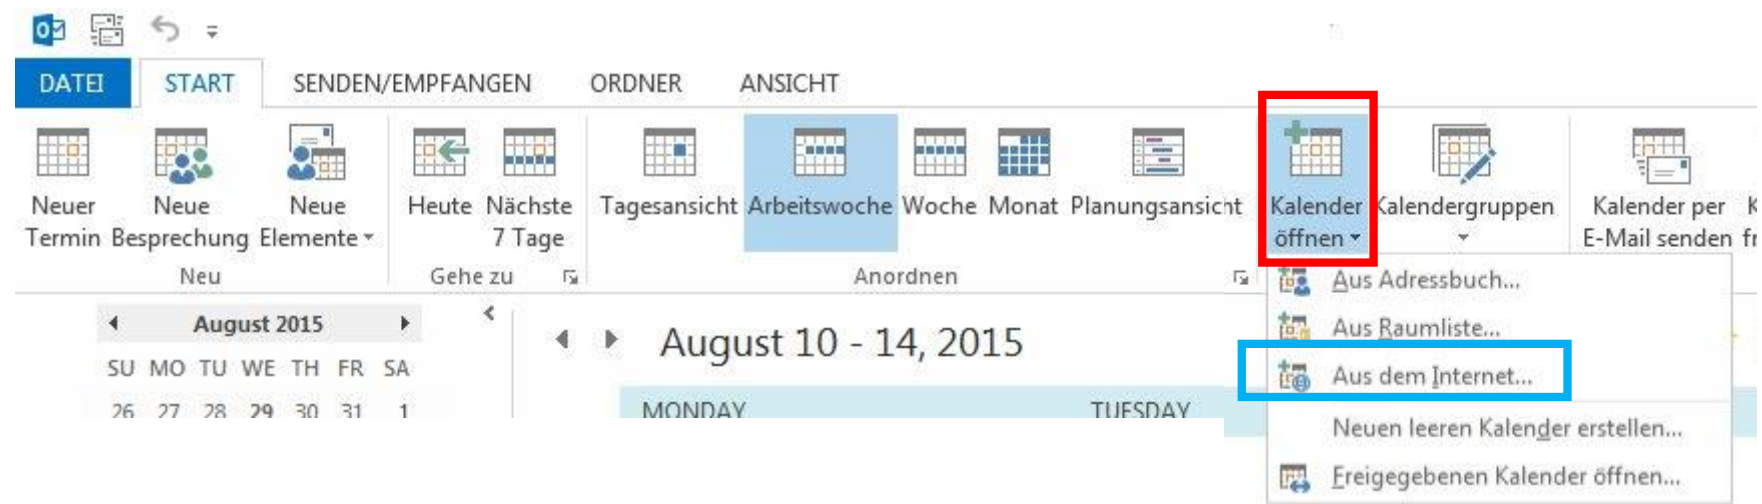 DATEI START SENDEN/EMPFANGEN ORDNER ANSICHT
Neuer Termin
Neue Besprechung
Neue Elemente
Heute
Nächste 7 Tage
Tagesansicht
Arbeitswoche
Woche
Monat
Planungsansicht
Kalender öffnen
Kalendergruppen
Kalender per E-Mail senden
Neu
Gehe zu
Anordnen
Aus Adressbuch...
Aus Raumliste...
Aus dem Internet...
Neuen leeren Kalender erstellen...
Freigegebenen Kalender öffnen...
August 2015
SU MO TU WE TH FR SA
26 27 28 29 30 31 1
August 10 - 14, 2015
MONDAY TUESDAY